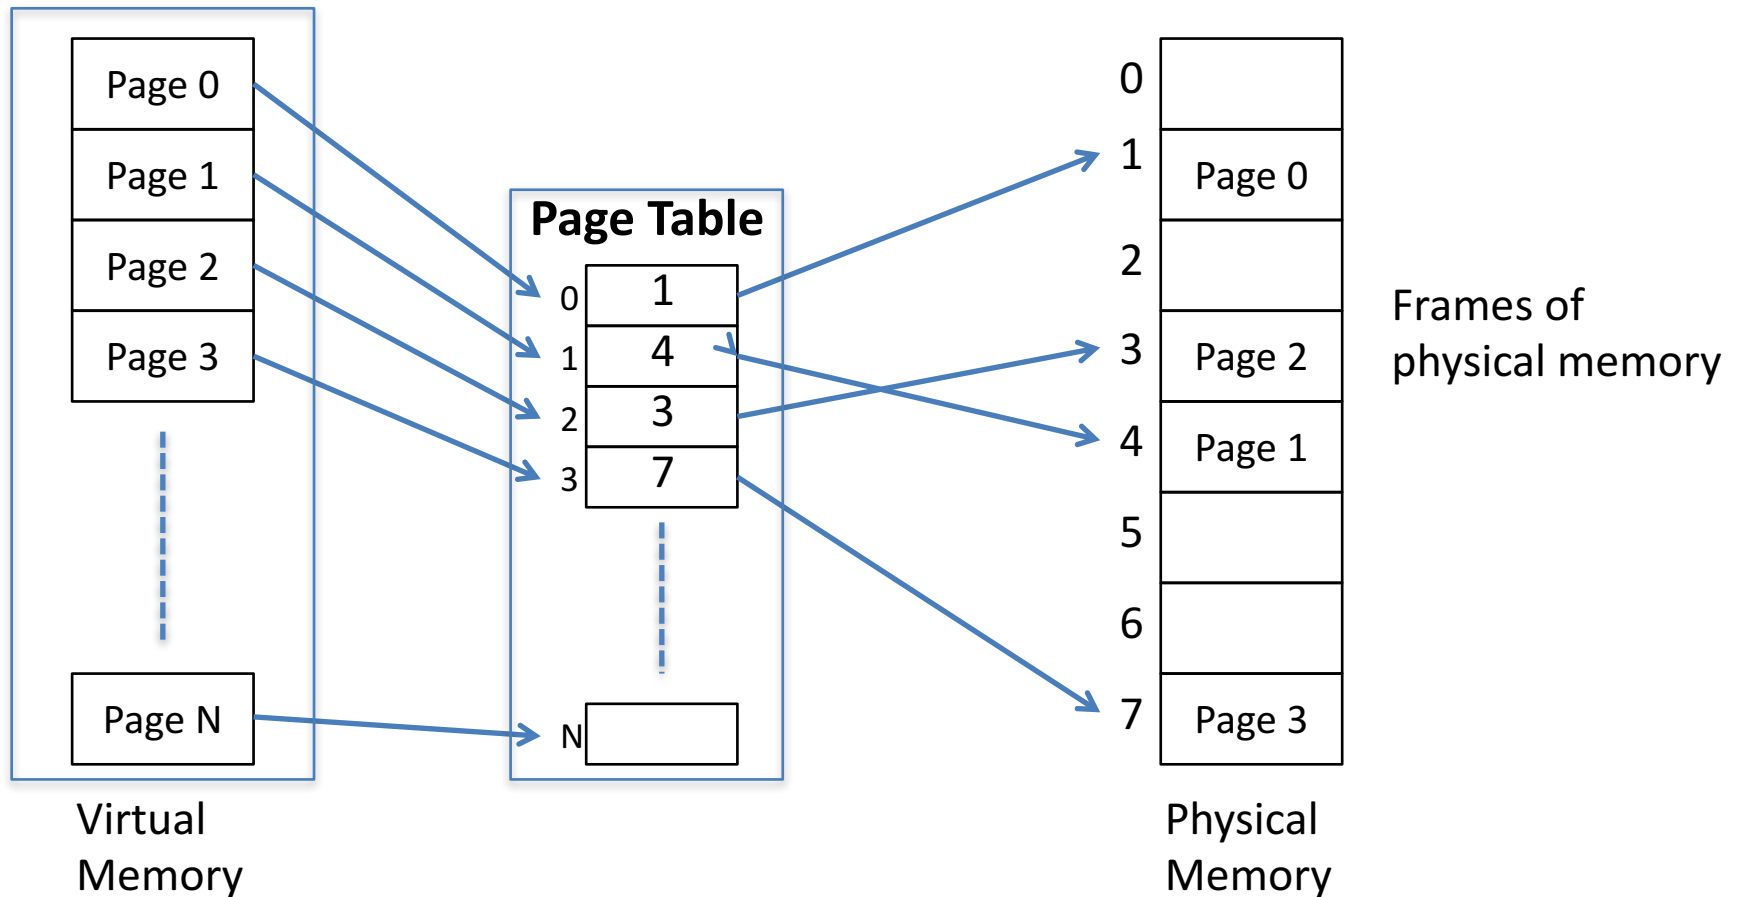 Page 0
Page 1
Page 2
Page 3
Page N
Virtual
Memory
Page Table
0 1
1 4
2 3
3 7
N
0
1 Page 0
2
3 Page 2
4 Page 1
5
6
7 Page 3
Physical
Memory
Frames of
physical memory